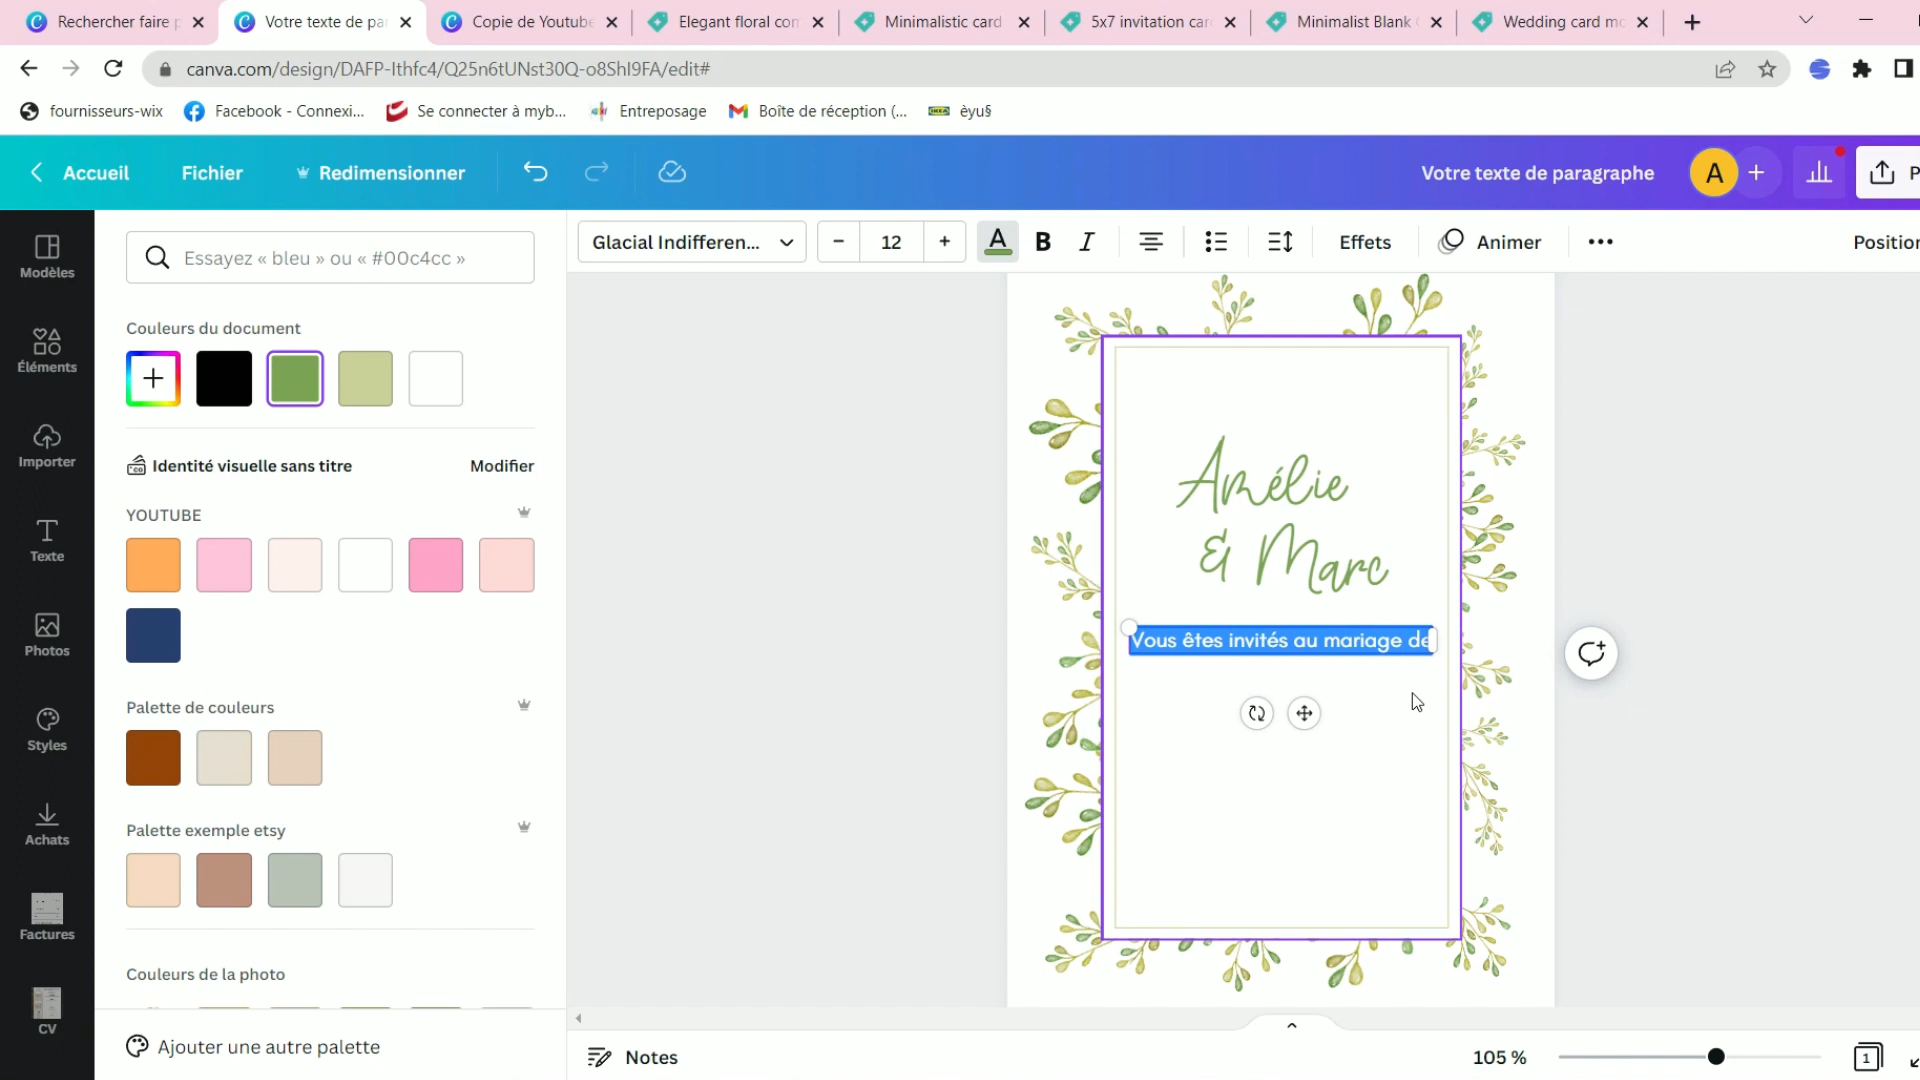 Rechercher faire
Votre texte de pa
Copie de Youtube
Elegant floral con
Minimalistic card
5x7 invitation car
Minimalist Blank
Wedding card mo
canva.com/design/DAFP-Ithfc4/Q25n6tUNst30Q-o8ShI9FA/edit#
fournisseurs-wix
Facebook - Connexi...
Se connecter à myb...
Entreposage
Boîte de réception (...
èyu§
Accueil
Fichier
Redimensionner
Votre texte de paragraphe
A
P
Modèles
Éléments
Importer
Texte
Photos
Styles
Achats
Factures
CV
Essayez « bleu » ou « #00c4cc »
Couleurs du document
Identité visuelle sans titre
Modifier
YOUTUBE
Palette de couleurs
Palette exemple etsy
Couleurs de la photo
Ajouter une autre palette
Glacial Indifferen...
− 12 +
A B I
Effets
Animer
Position
Amélie
& Marc
Vous êtes invités au mariage de
Notes
105 %
1